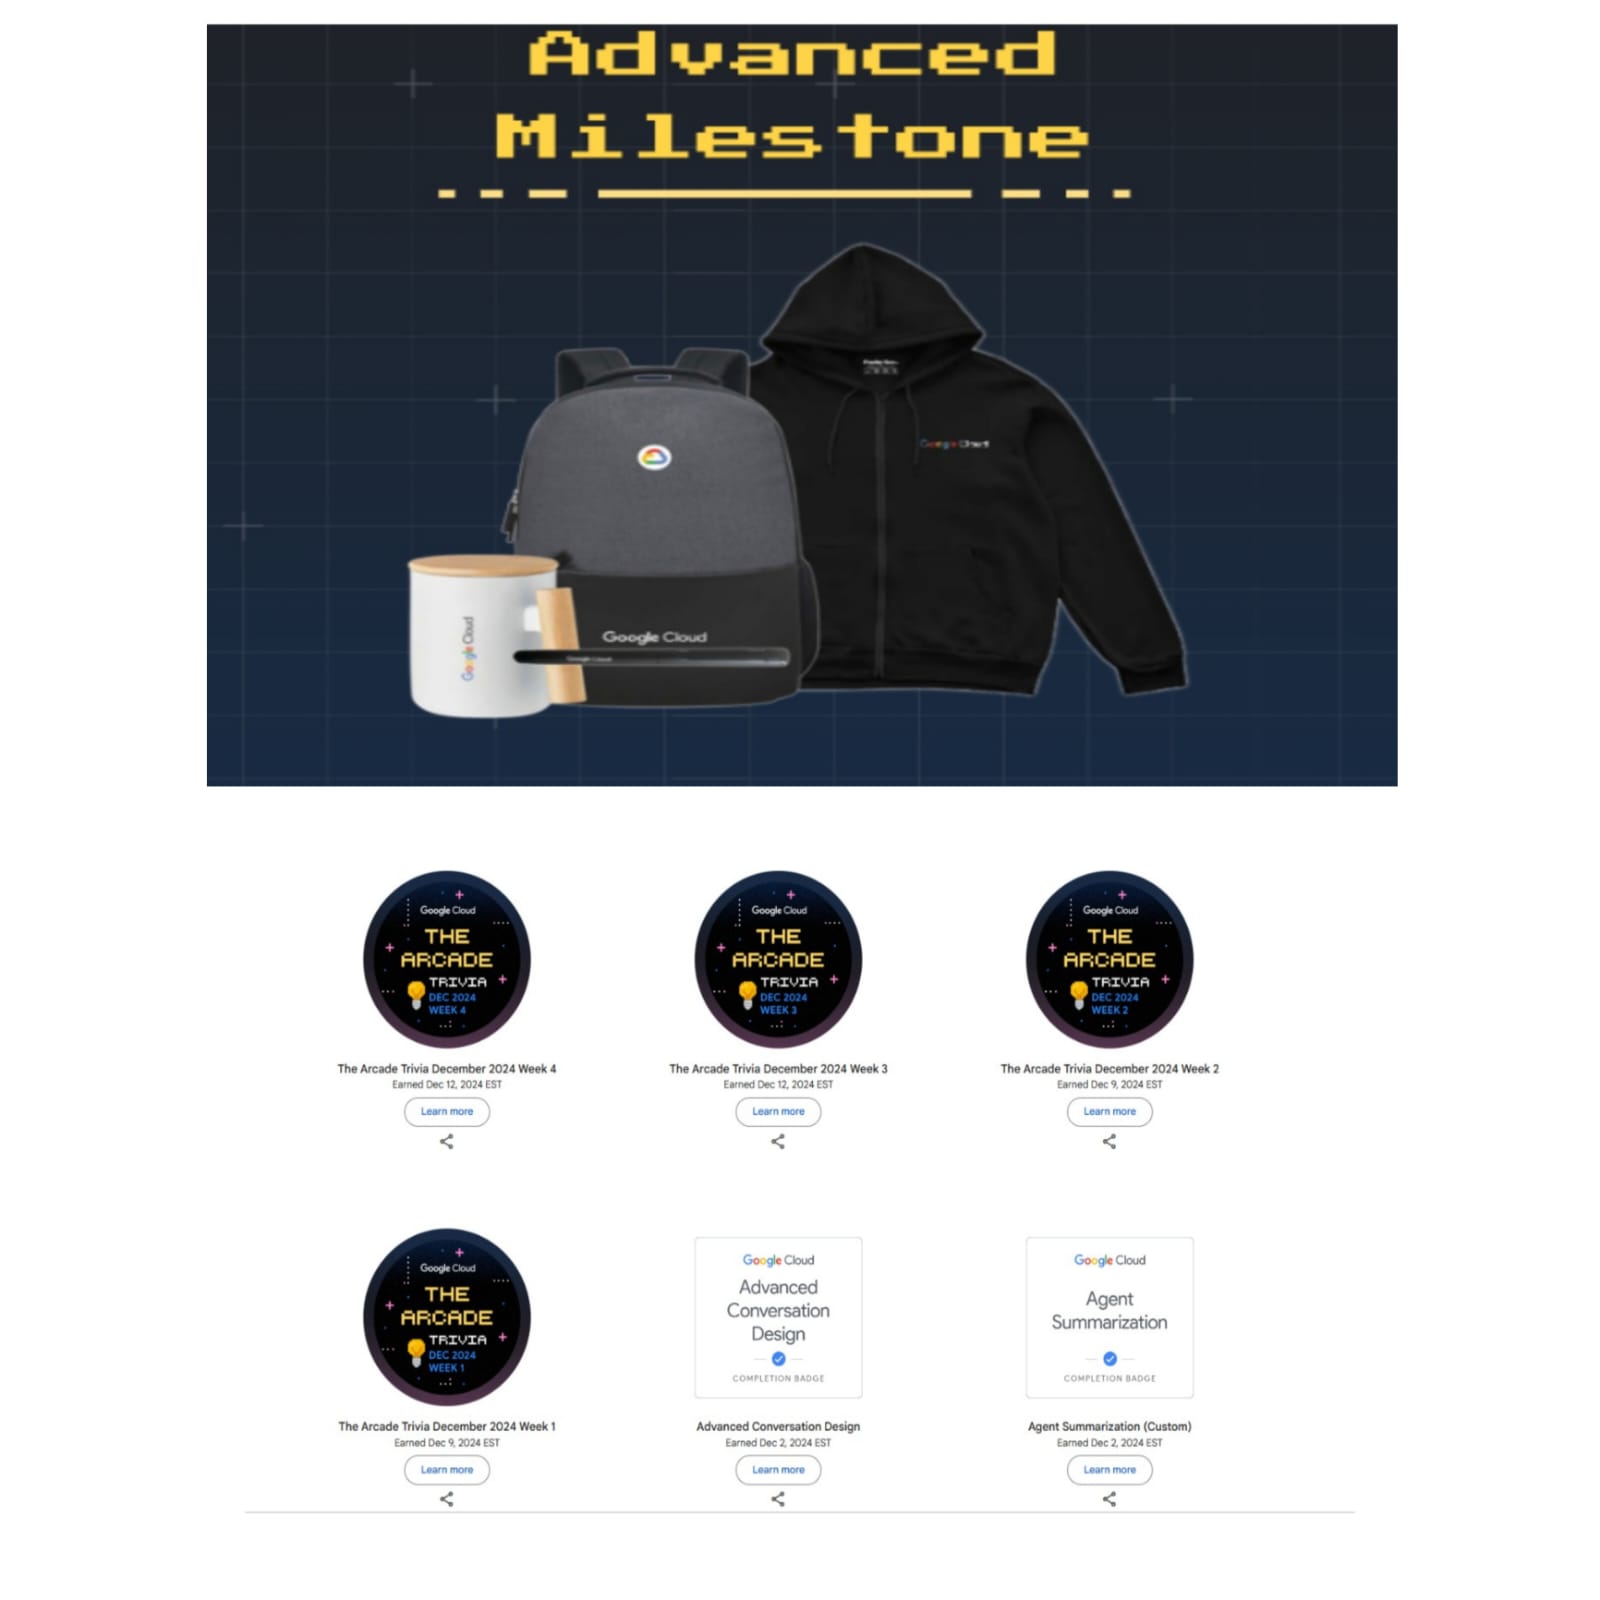 Advanced
Milestone
Google Cloud
Google Cloud
Google Cloud
Google Cloud
Google Cloud
THE
ARCADE
TRIVIA
DEC 2024
WEEK 4
The Arcade Trivia December 2024 Week 4
Earned Dec 12, 2024 EST
Learn more
Google Cloud
THE
ARCADE
TRIVIA
DEC 2024
WEEK 3
The Arcade Trivia December 2024 Week 3
Earned Dec 12, 2024 EST
Learn more
Google Cloud
THE
ARCADE
TRIVIA
DEC 2024
WEEK 2
The Arcade Trivia December 2024 Week 2
Earned Dec 9, 2024 EST
Learn more
Google Cloud
THE
ARCADE
TRIVIA
DEC 2024
WEEK 1
The Arcade Trivia December 2024 Week 1
Earned Dec 9, 2024 EST
Learn more
Google Cloud
Advanced
Conversation
Design
COMPLETION BADGE
Advanced Conversation Design
Earned Dec 2, 2024 EST
Learn more
Google Cloud
Agent
Summarization
COMPLETION BADGE
Agent Summarization (Custom)
Earned Dec 2, 2024 EST
Learn more